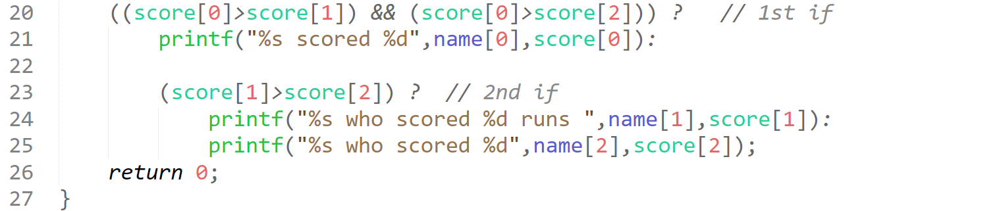 20 ((score[0]>score[1]) && (score[0]>score[2])) ? // 1st if
21 printf("%s scored %d",name[0],score[0]):
22
23 (score[1]>score[2]) ? // 2nd if
24 printf("%s who scored %d runs ",name[1],score[1]):
25 printf("%s who scored %d",name[2],score[2]);
26 return 0;
27 }